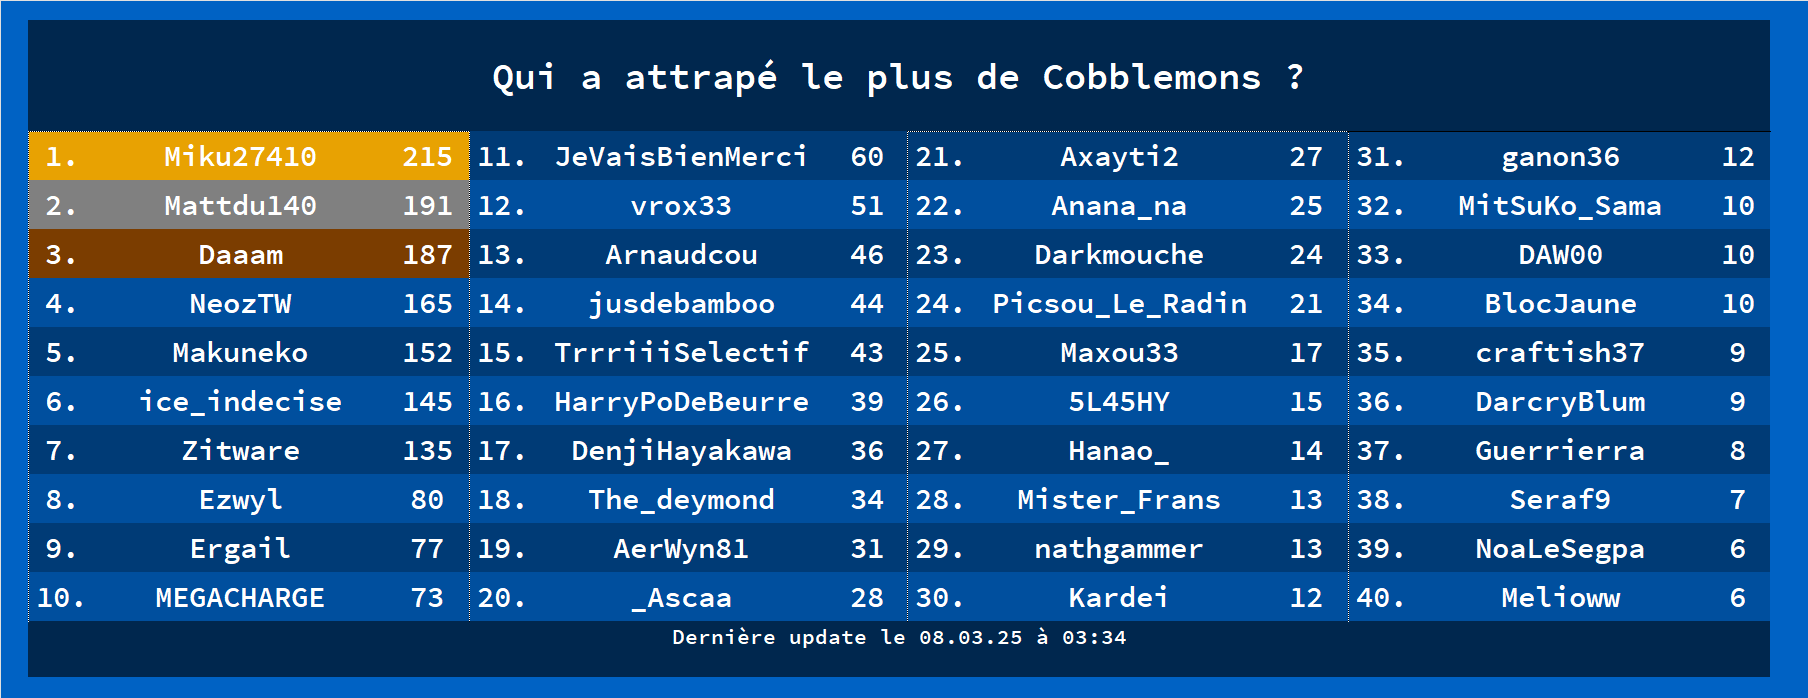 Qui a attrapé le plus de Cobblemons ?
1. Miku27410 215
2. Mattdu140 191
3. Daaam 187
4. NeozTW 165
5. Makuneko 152
6. ice_indecise 145
7. Zitware 135
8. Ezwyl 80
9. Ergail 77
10. MEGACHARGE 73
11. JeVaisBienMerci 60
12. vrox33 51
13. Arnaudcou 46
14. jusdebamboo 44
15. TrrriiiSelectif 43
16. HarryPoDeBeurre 39
17. DenjiHayakawa 36
18. The_deymond 34
19. AerWyn81 31
20. _Ascaa 28
21. Axayti2 27
22. Anana_na 25
23. Darkmouche 24
24. Picsou_Le_Radin 21
25. Maxou33 17
26. 5L45HY 15
27. Hanao_ 14
28. Mister_Frans 13
29. nathgammer 13
30. Kardei 12
31. ganon36 12
32. MitSuKo_Sama 10
33. DAW00 10
34. BlocJaune 10
35. craftish37 9
36. DarcryBlum 9
37. Guerrierra 8
38. Seraf9 7
39. NoaLeSegpa 6
40. Melioww 6
Dernière update le 08.03.25 à 03:34